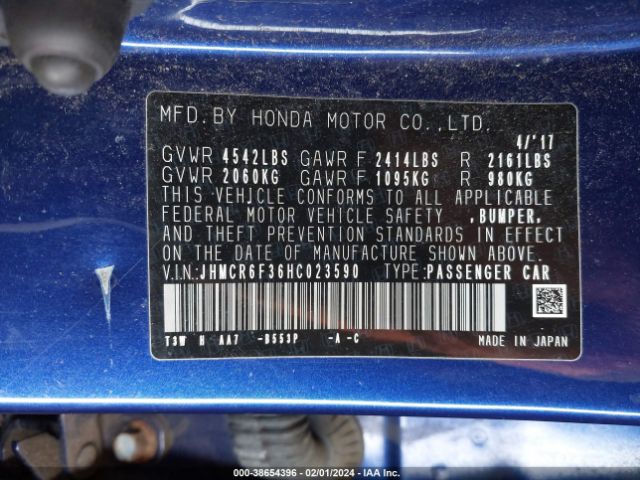 MFD.BY HONDA MOTOR CO.,LTD.
4/'17
GVWR 4542LBS GAWR F 2414LBS R 2161LBS
GVWR 2060KG GAWR F 1095KG R 980KG
THIS VEHICLE CONFORMS TO ALL APPLICABLE
FEDERAL MOTOR VEHICLE SAFETY ,BUMPER,
AND THEFT PREVENTION STANDARDS IN EFFECT
ON THE DATE OF MANUFACTURE SHOWN ABOVE.
V.I.N:JHMCR6F36HC023590 TYPE:PASSENGER CAR
T3W H AA7 -B553P -A -C
MADE IN JAPAN
000-38654396 - 02/01/2024 - IAA Inc.